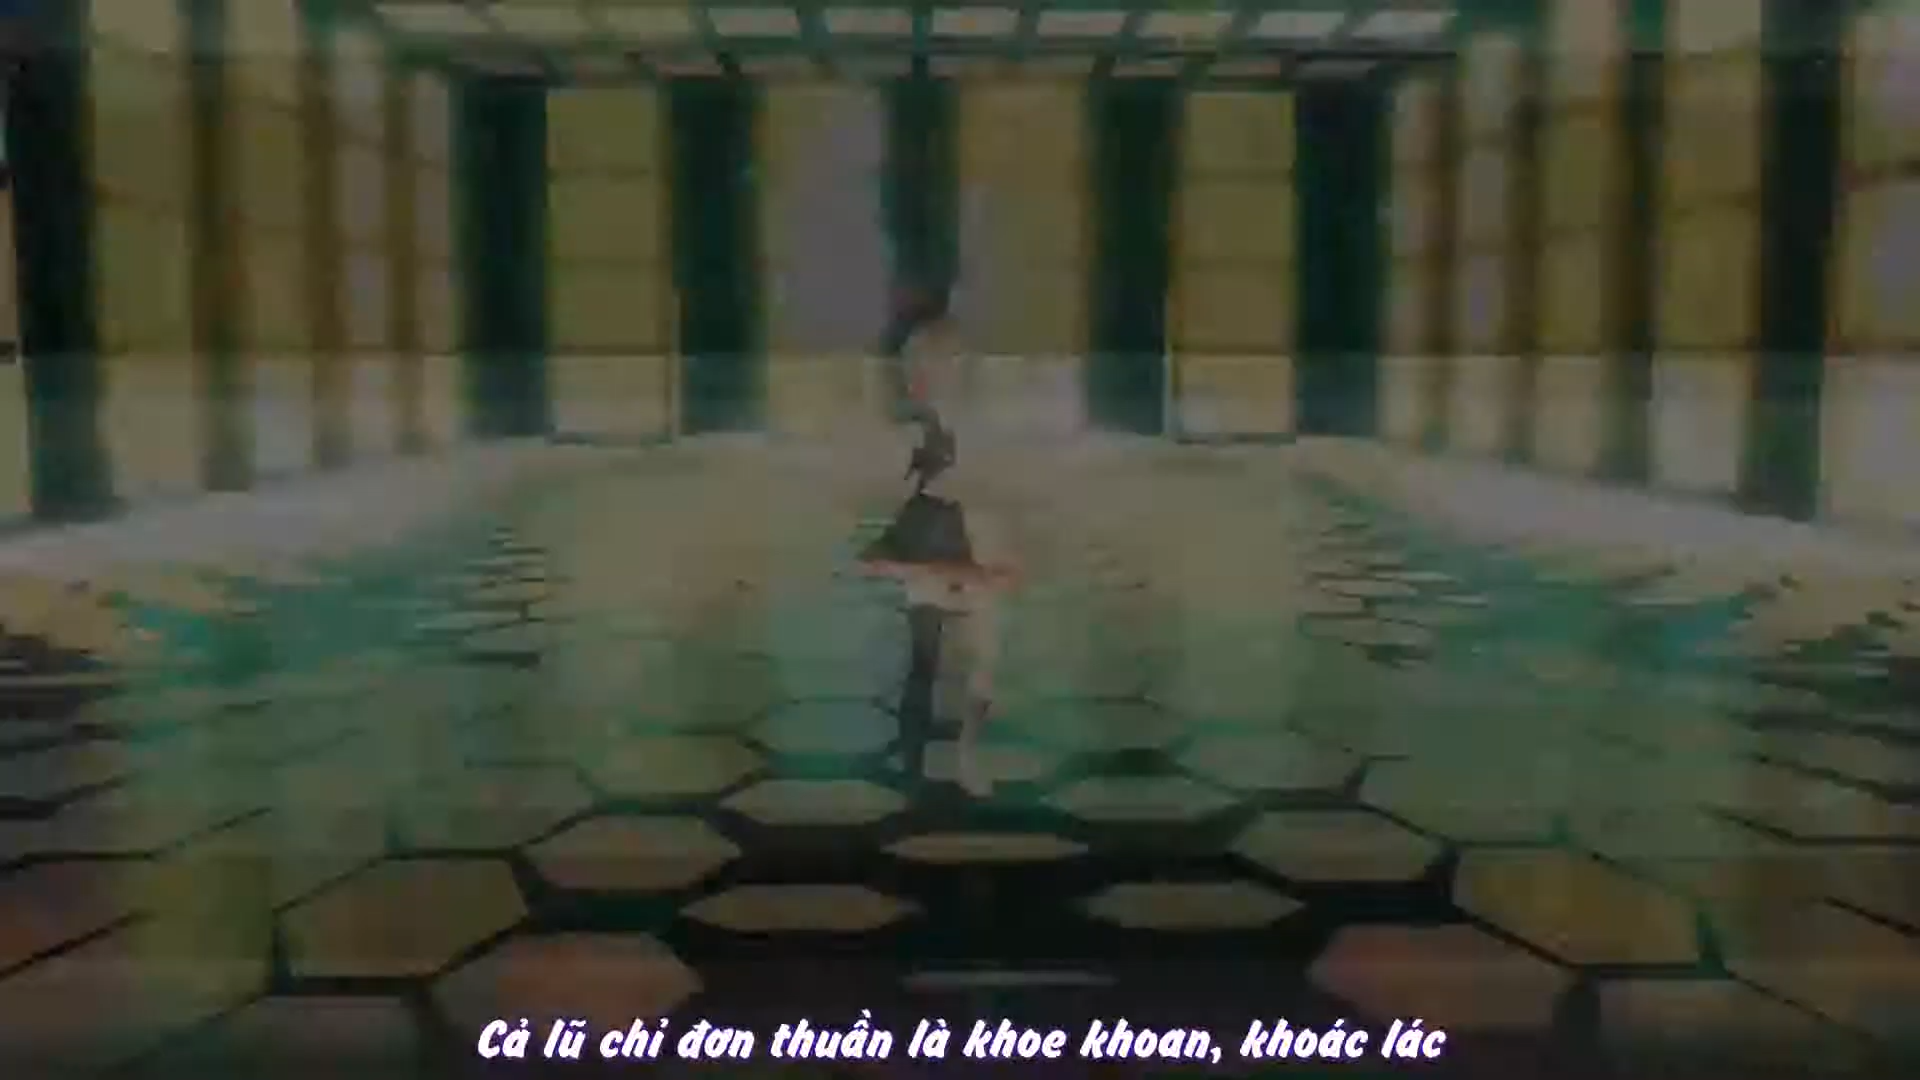 Cả lũ chỉ đơn thuần là khoe khoan, khoác lác